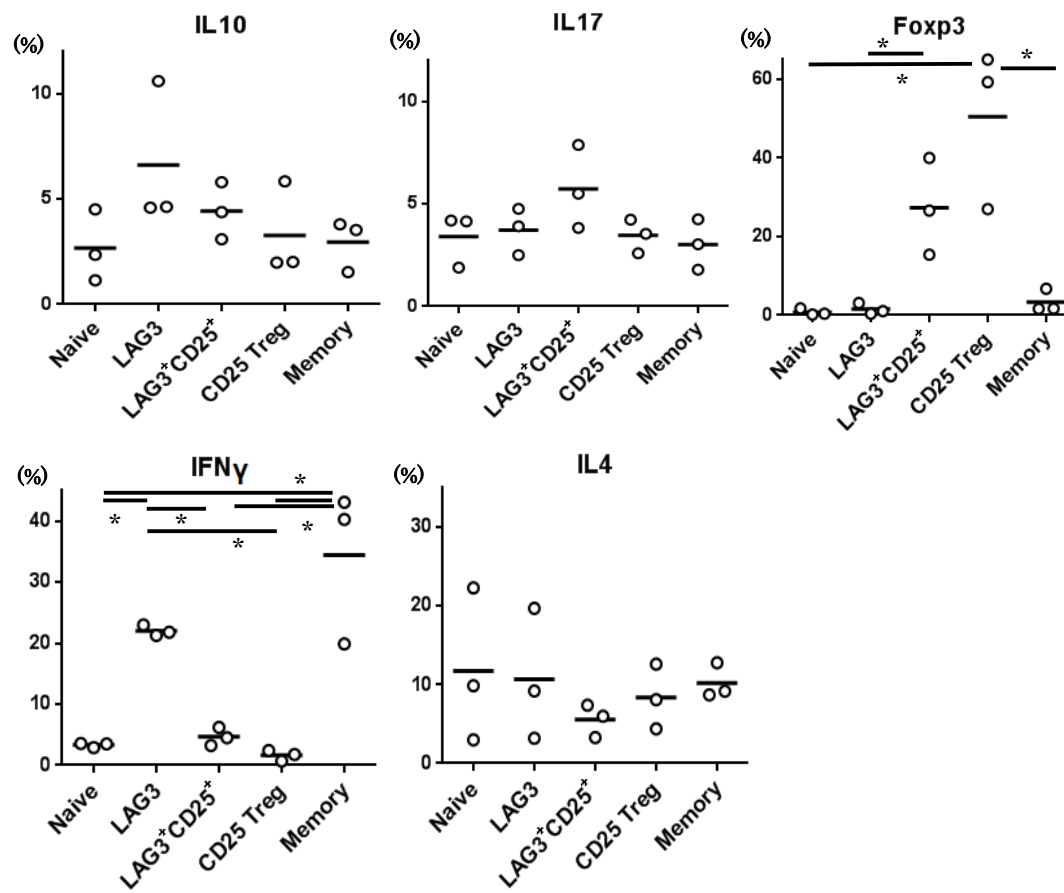 IL10
(%)
10
5
0
Naive
LAG3
LAG3+CD25+
CD25 Treg
Memory
IL17
(%)
10
5
0
Naive
LAG3
LAG3+CD25+
CD25 Treg
Memory
Foxp3
(%)
*
*
*
60
40
20
0
Naive
LAG3
LAG3+CD25+
CD25 Treg
Memory
IFNγ
(%)
*
*
*
*
*
40
30
20
10
0
Naive
LAG3
LAG3+CD25+
CD25 Treg
Memory
IL4
(%)
30
20
10
0
Naive
LAG3
LAG3+CD25+
CD25 Treg
Memory